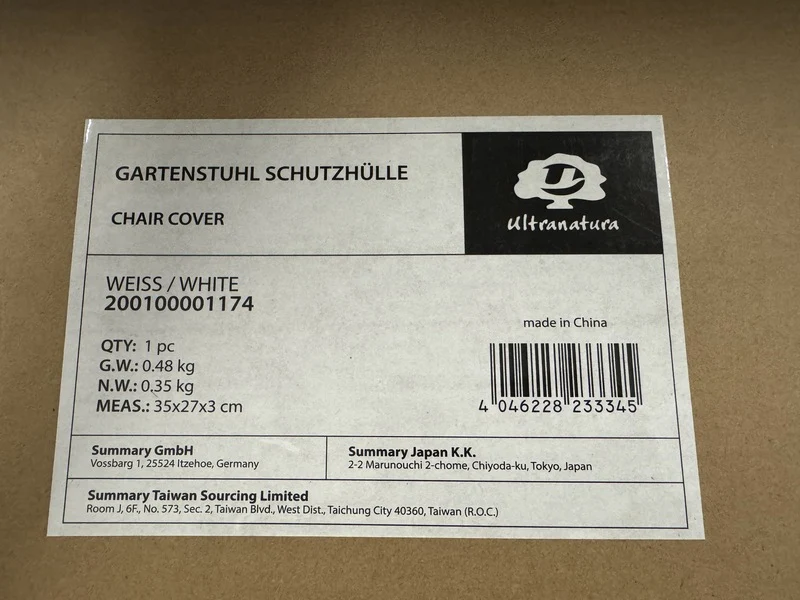 GARTENSTUHL SCHUTZHÜLLE
CHAIR COVER
U
Ultranatura
WEISS / WHITE
200100001174
QTY: 1 pc
G.W.: 0.48 kg
N.W.: 0.35 kg
MEAS.: 35x27x3 cm
made in China
4 046228 233345
Summary GmbH
Vossbarg 1, 25524 Itzehoe, Germany
Summary Japan K.K.
2-2 Marunouchi 2-chome, Chiyoda-ku, Tokyo, Japan
Summary Taiwan Sourcing Limited
Room J, 6F., No. 573, Sec. 2, Taiwan Blvd., West Dist., Taichung City 40360, Taiwan (R.O.C.)